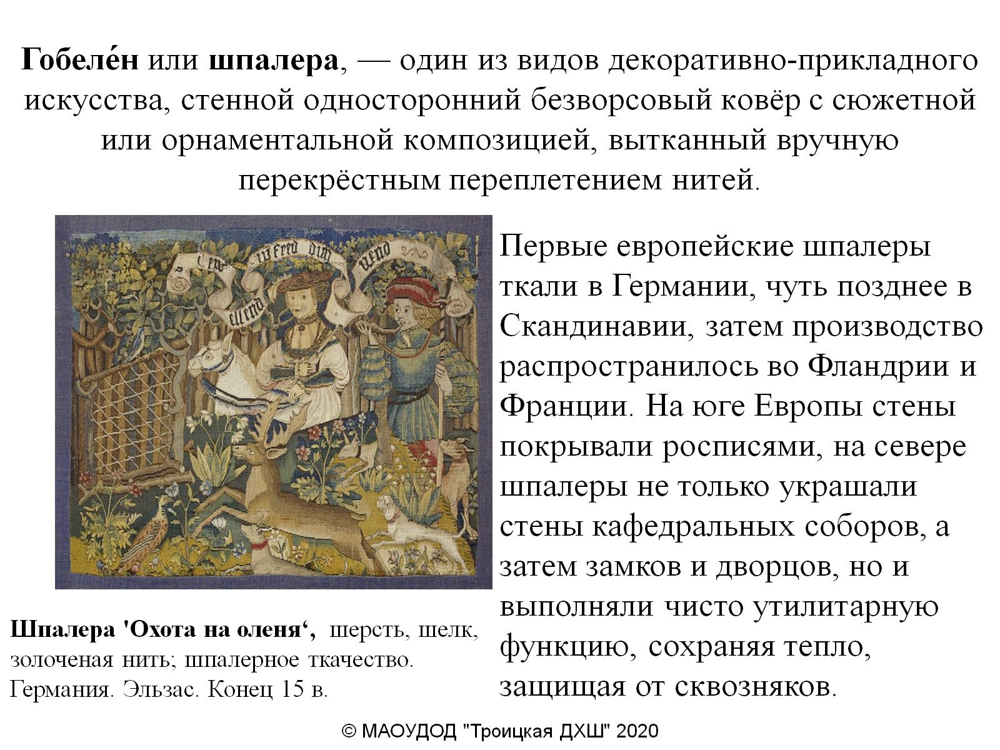 Гобеле́н или шпалера, — один из видов декоративно-прикладного
искусства, стенной односторонний безворсовый ковёр с сюжетной
или орнаментальной композицией, вытканный вручную
перекрёстным переплетением нитей.
wfred din
wend
ellend
Первые европейские шпалеры
ткали в Германии, чуть позднее в
Скандинавии, затем производство
распространилось во Фландрии и
Франции. На юге Европы стены
покрывали росписями, на севере
шпалеры не только украшали
стены кафедральных соборов, а
затем замков и дворцов, но и
выполняли чисто утилитарную
функцию, сохраняя тепло,
защищая от сквозняков.
Шпалера 'Охота на оленя‘, шерсть, шелк,
золоченая нить; шпалерное ткачество.
Германия. Эльзас. Конец 15 в.
© МАОУДОД "Троицкая ДХШ" 2020